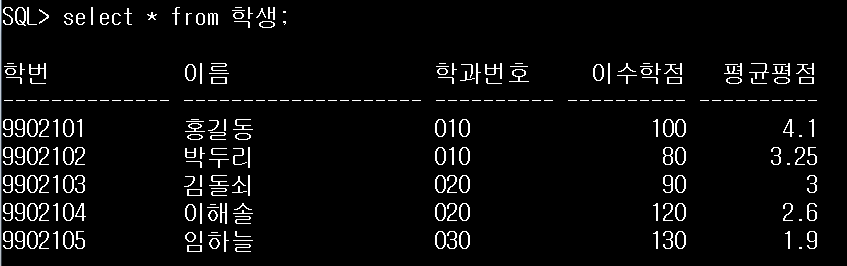 SQL> select * from 학생;
학번 이름 학과번호 이수학점 평균평점
------------- -------------------- ---------- ---------- ----------
9902101 홍길동 010 100 4.1
9902102 박두리 010 80 3.25
9902103 김돌쇠 020 90 3
9902104 이해솔 020 120 2.6
9902105 임하늘 030 130 1.9